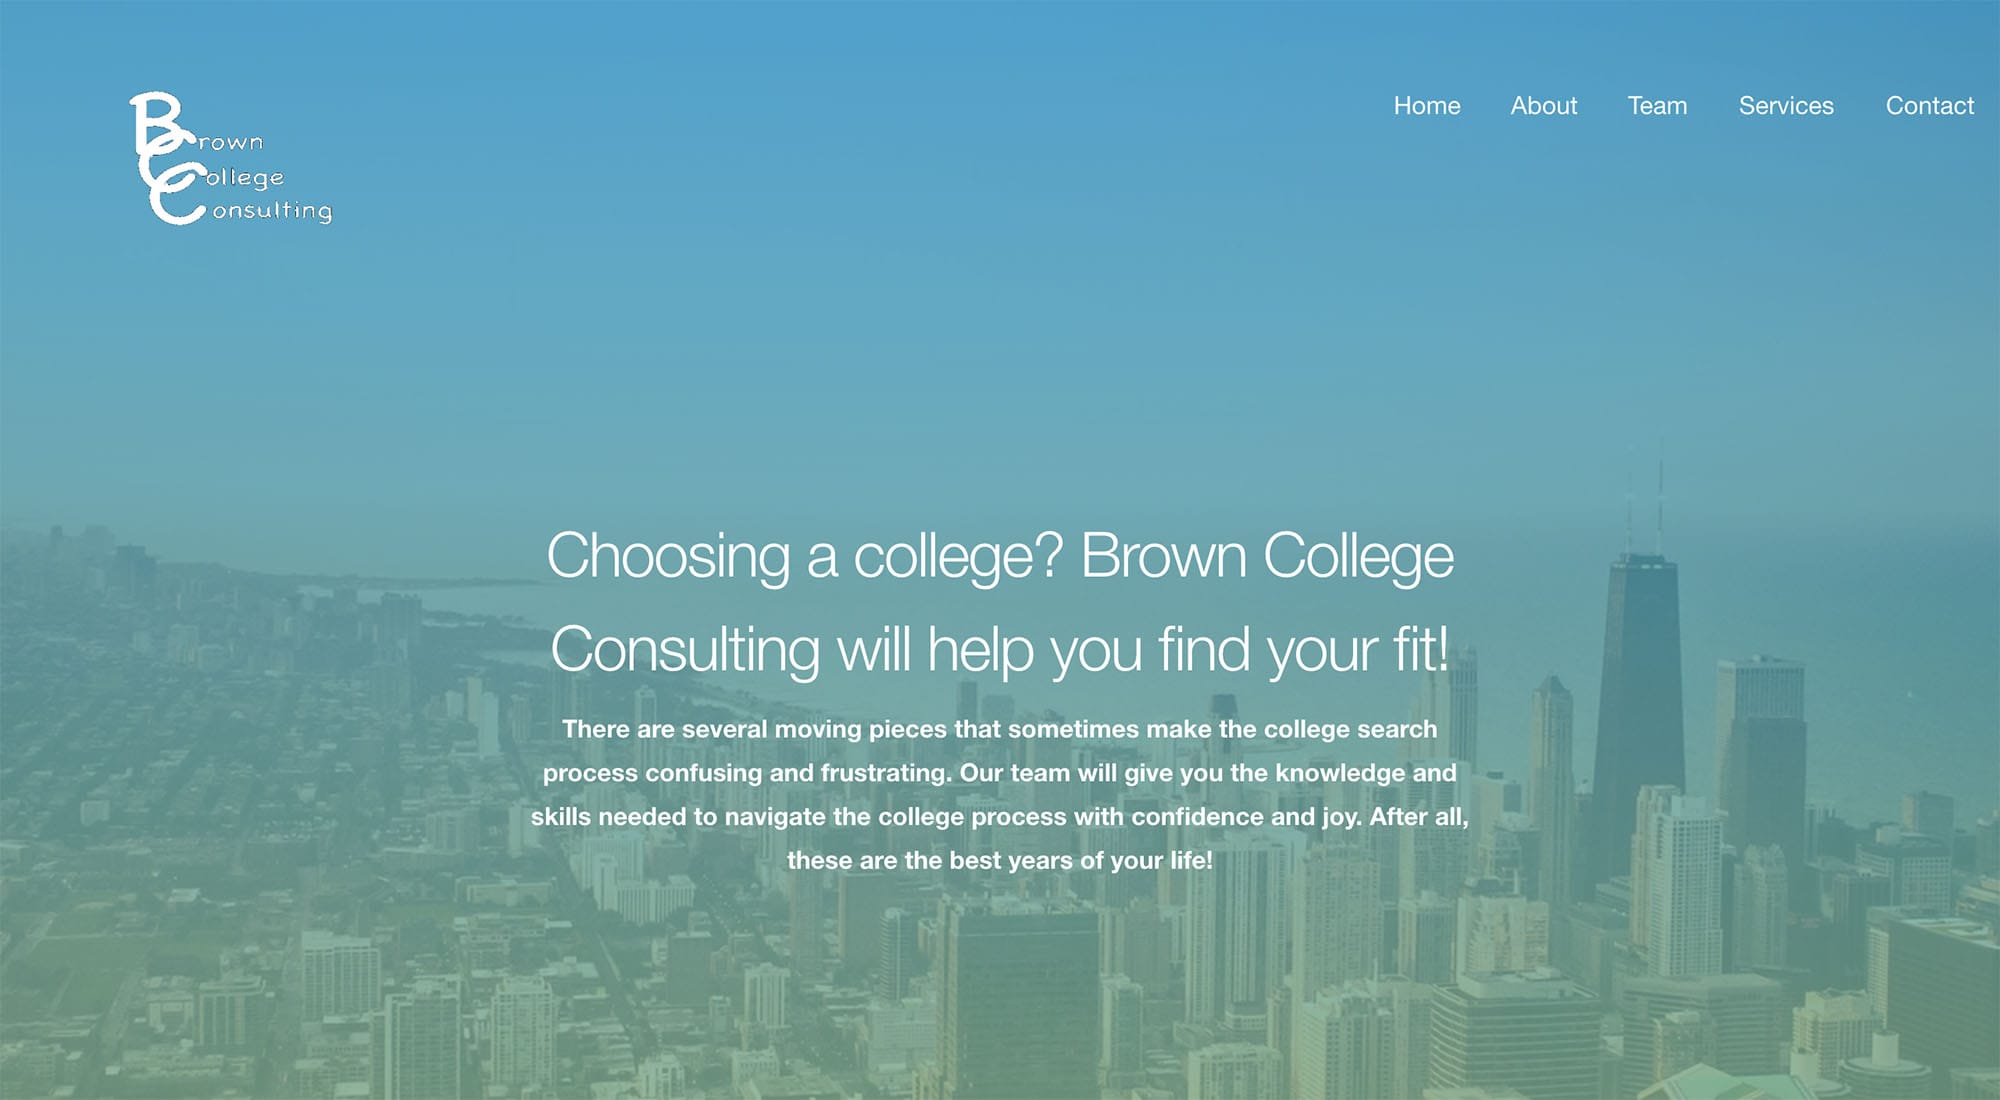 Brown
College
Consulting
Home About Team Services Contact
Choosing a college? Brown College
Consulting will help you find your fit!
There are several moving pieces that sometimes make the college search
process confusing and frustrating. Our team will give you the knowledge and
skills needed to navigate the college process with confidence and joy. After all,
these are the best years of your life!